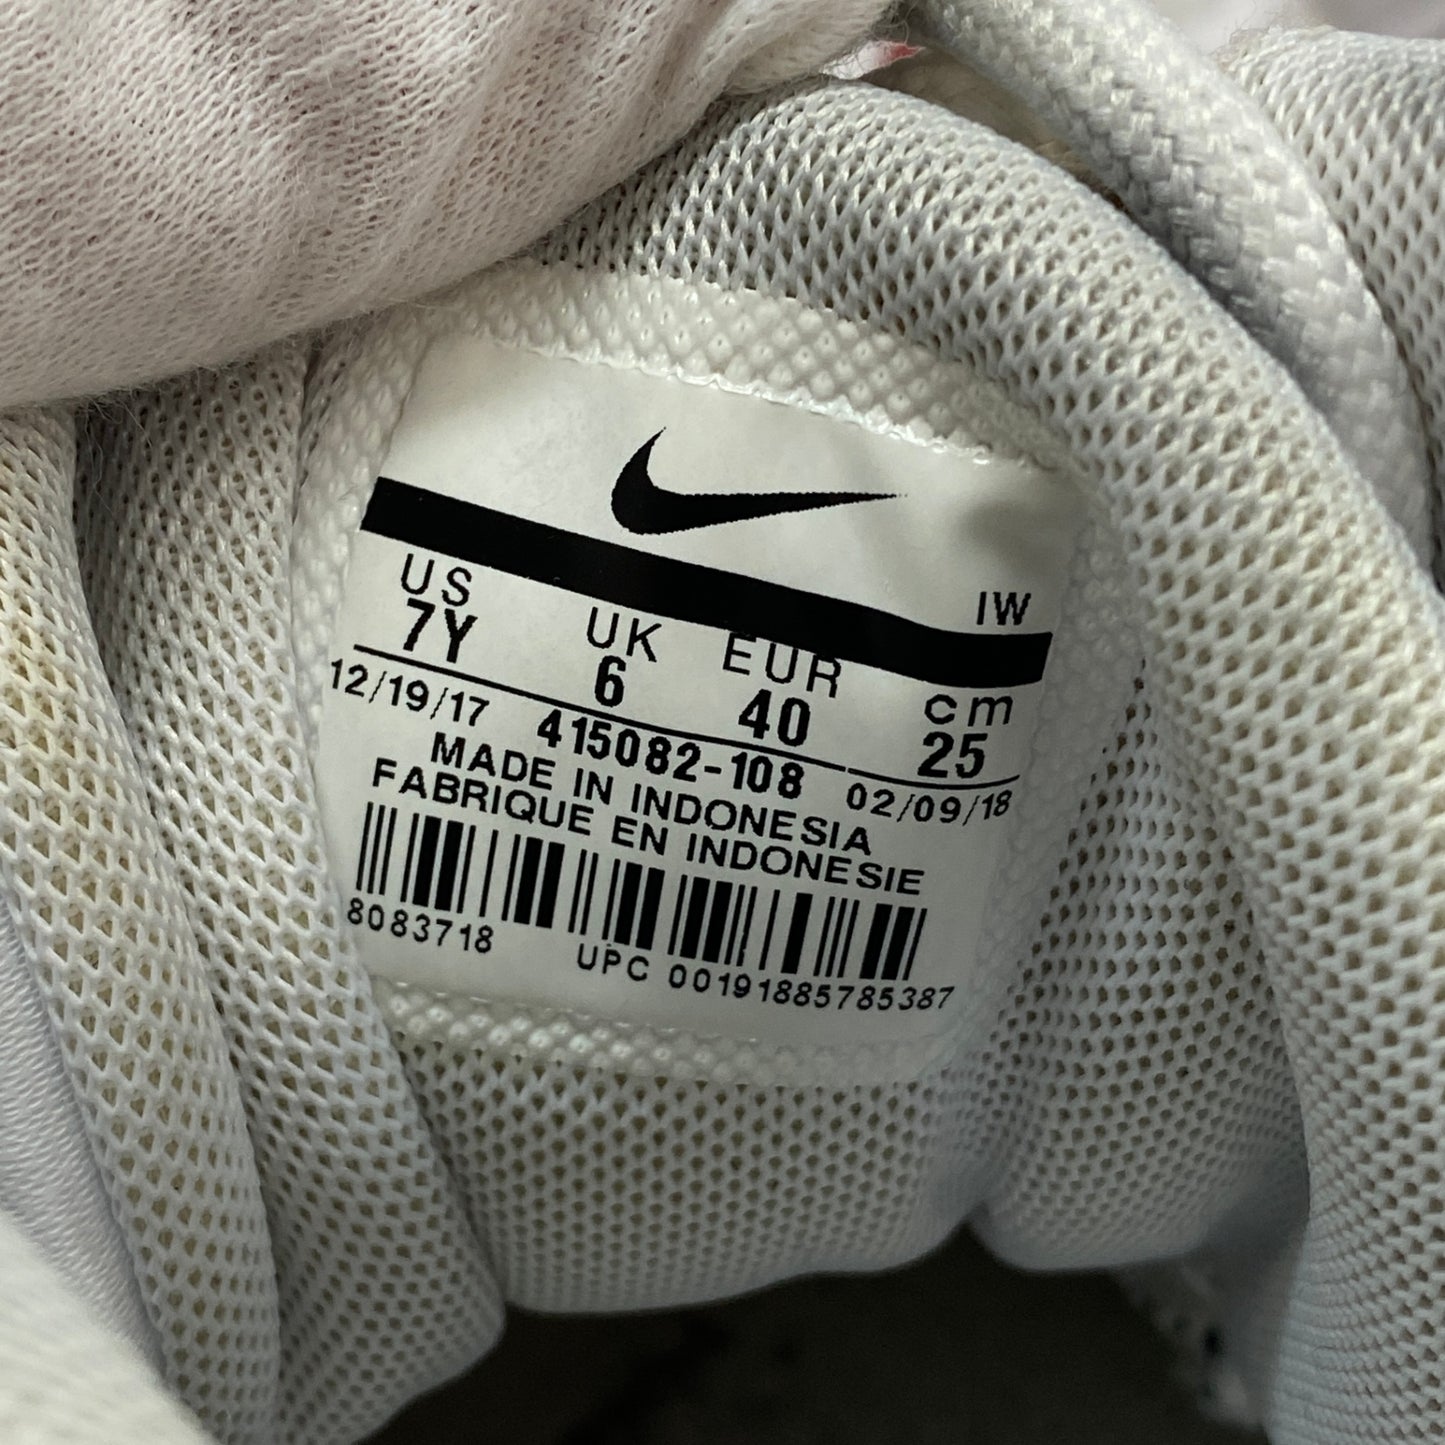 IW
US UK EUR cm
7Y 6 40 25
12/19/17 415082-108 02/09/18
MADE IN INDONESIA
FABRIQUE EN INDONESIE
8083718 UPC 00191885785387